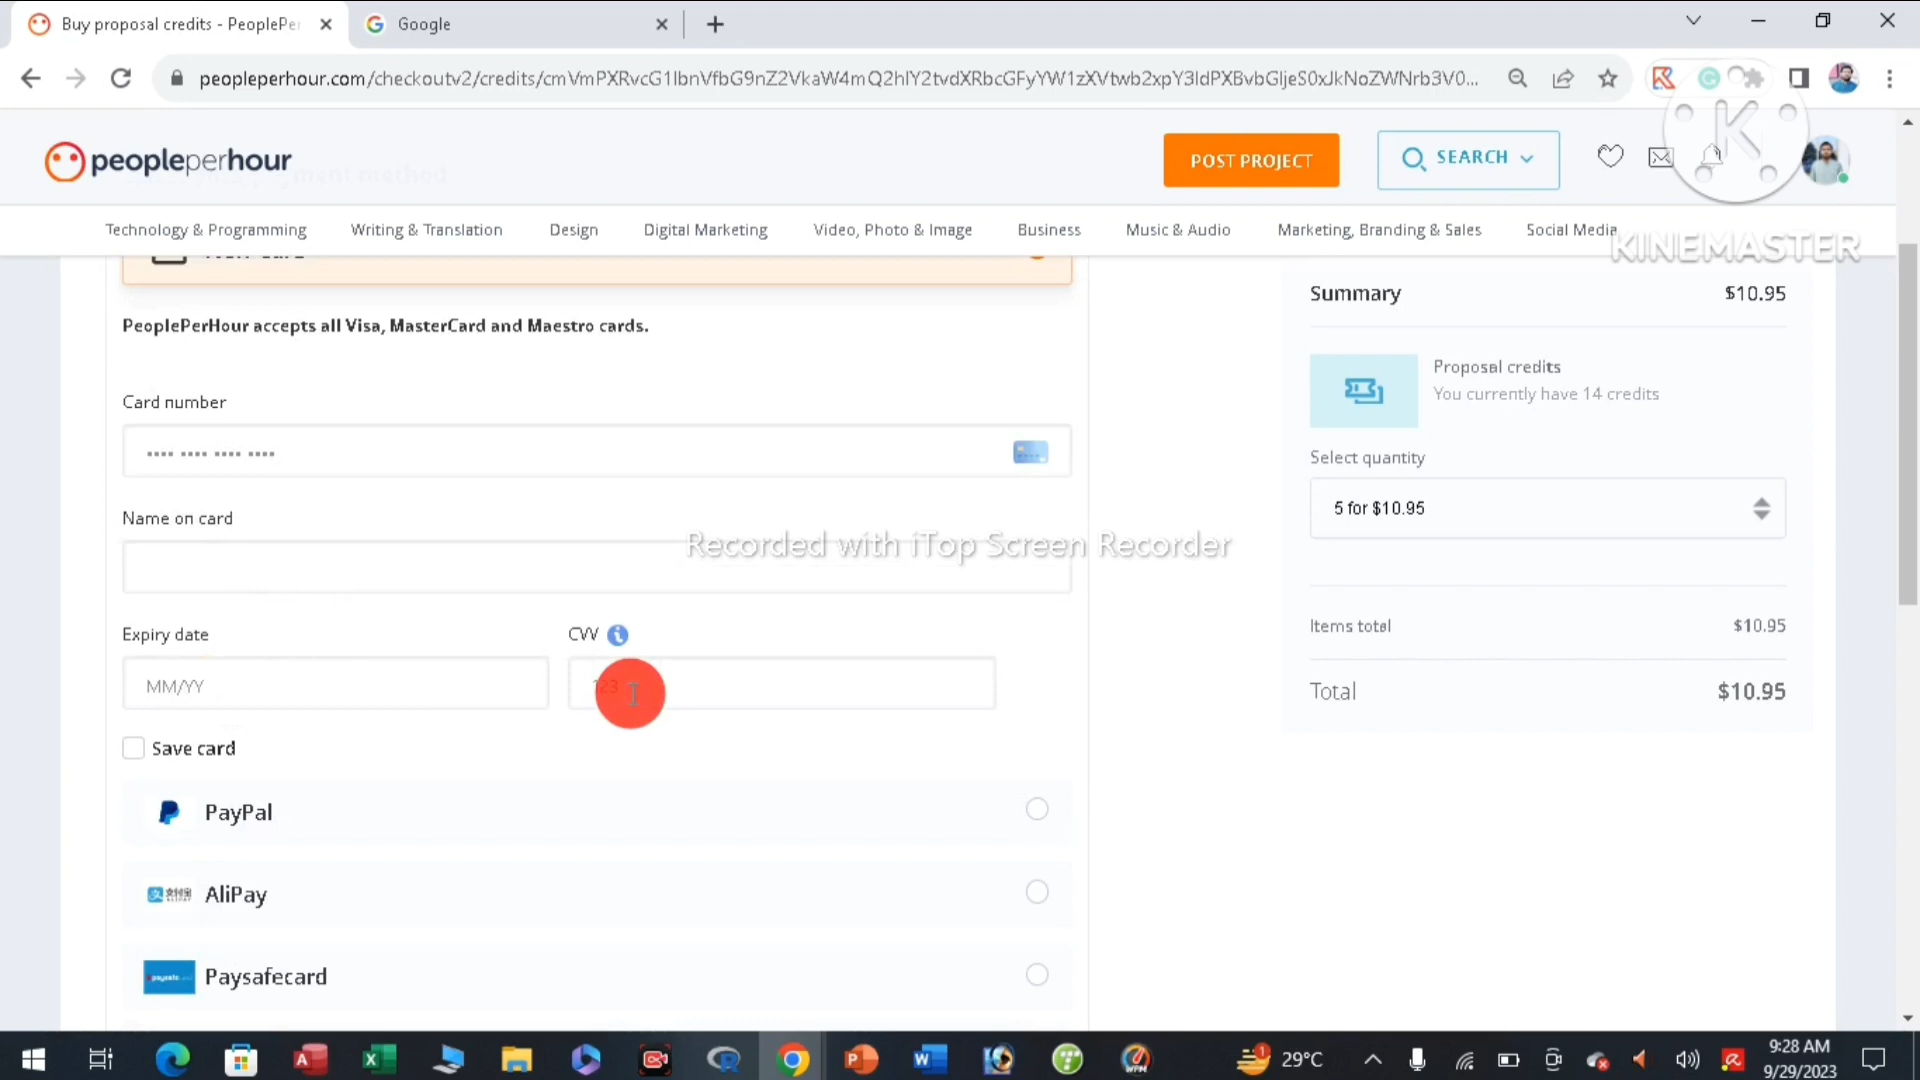 Buy proposal credits - PeoplePer
Google
peopleperhour.com/checkoutv2/credits/
peopleperhour
POST PROJECT
SEARCH
Technology & Programming
Writing & Translation
Design
Digital Marketing
Video, Photo & Image
Business
Music & Audio
Marketing, Branding & Sales
Social Media
KINEMASTER
PeoplePerHour accepts all Visa, MasterCard and Maestro cards.
Card number
Name on card
Expiry date
CVV
MM/YY
123
Save card
PayPal
AliPay
Paysafecard
Summary
$10.95
Proposal credits
You currently have 14 credits
Select quantity
5 for $10.95
Items total
$10.95
Total
$10.95
Recorded with iTop Screen Recorder
29°C
9:28 AM
9/29/2023